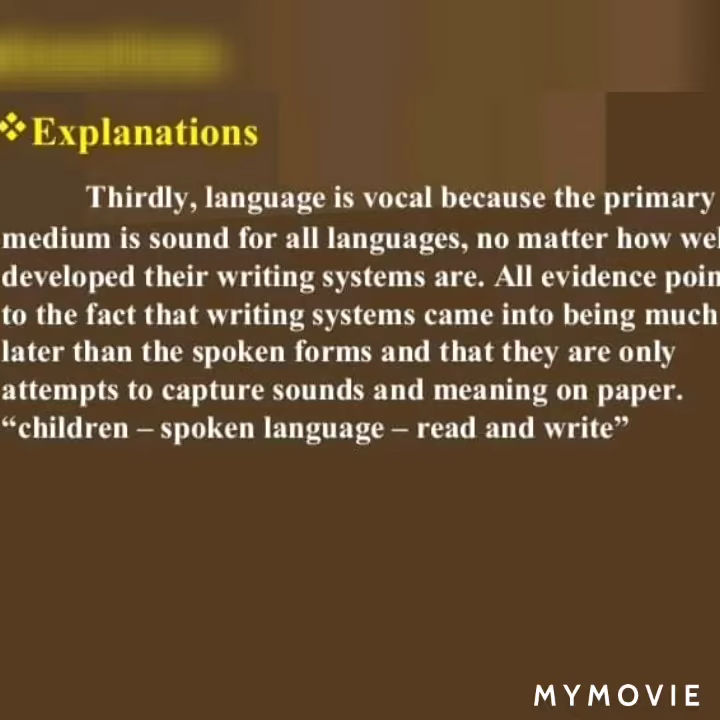 ❖Explanations
Thirdly, language is vocal because the primary
medium is sound for all languages, no matter how wel
developed their writing systems are. All evidence poin
to the fact that writing systems came into being much
later than the spoken forms and that they are only
attempts to capture sounds and meaning on paper.
“children – spoken language – read and write”
MYMOVIE